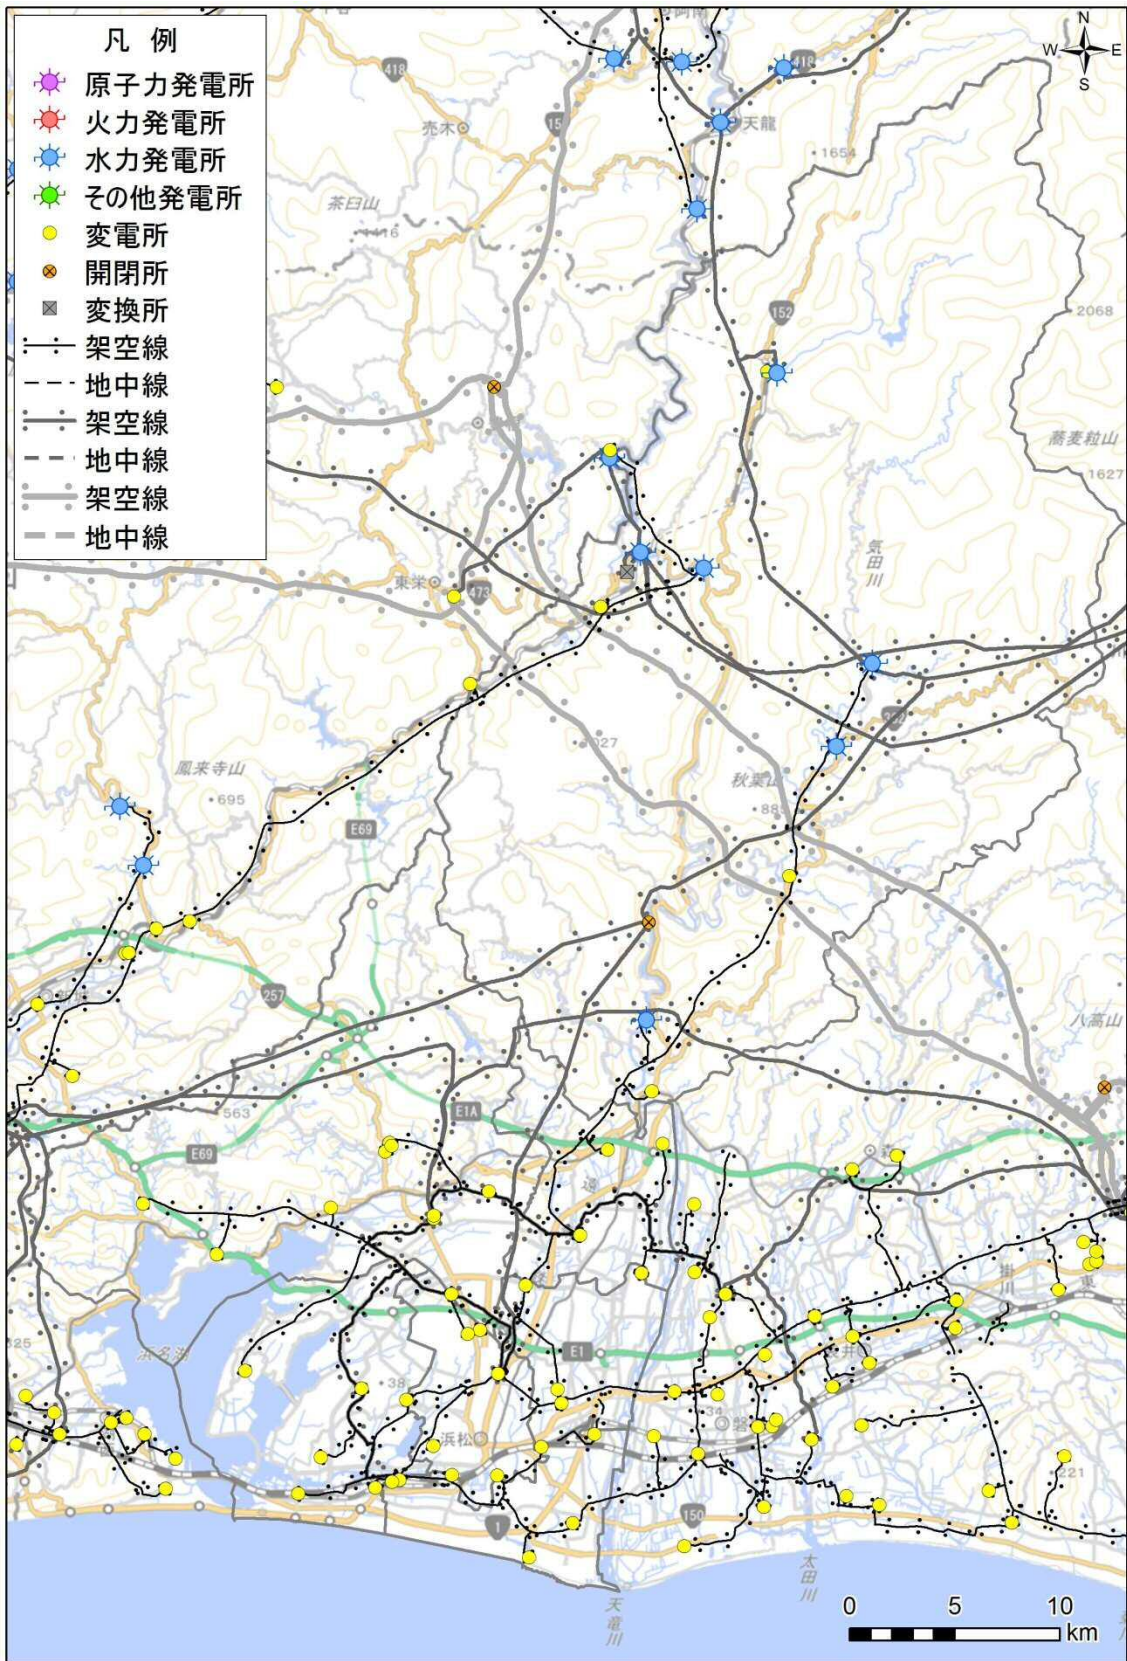 凡 例
原子力発電所
火力発電所
水力発電所
その他発電所
変電所
開閉所
変換所
架空線
地中線
架空線
地中線
架空線
地中線
N
W
E
S
418
418
売木
天龍
1654
茶臼山
1416
152
2068
蕎麦粒山
1627
気田川
東栄
473
1027
鳳来寺山
695
秋葉山
E69
257
八高山
563
E1A
E69
掛川
浜名湖
E1
38
34
浜松
221
150
1
太田川
天竜川
0
5
10
km